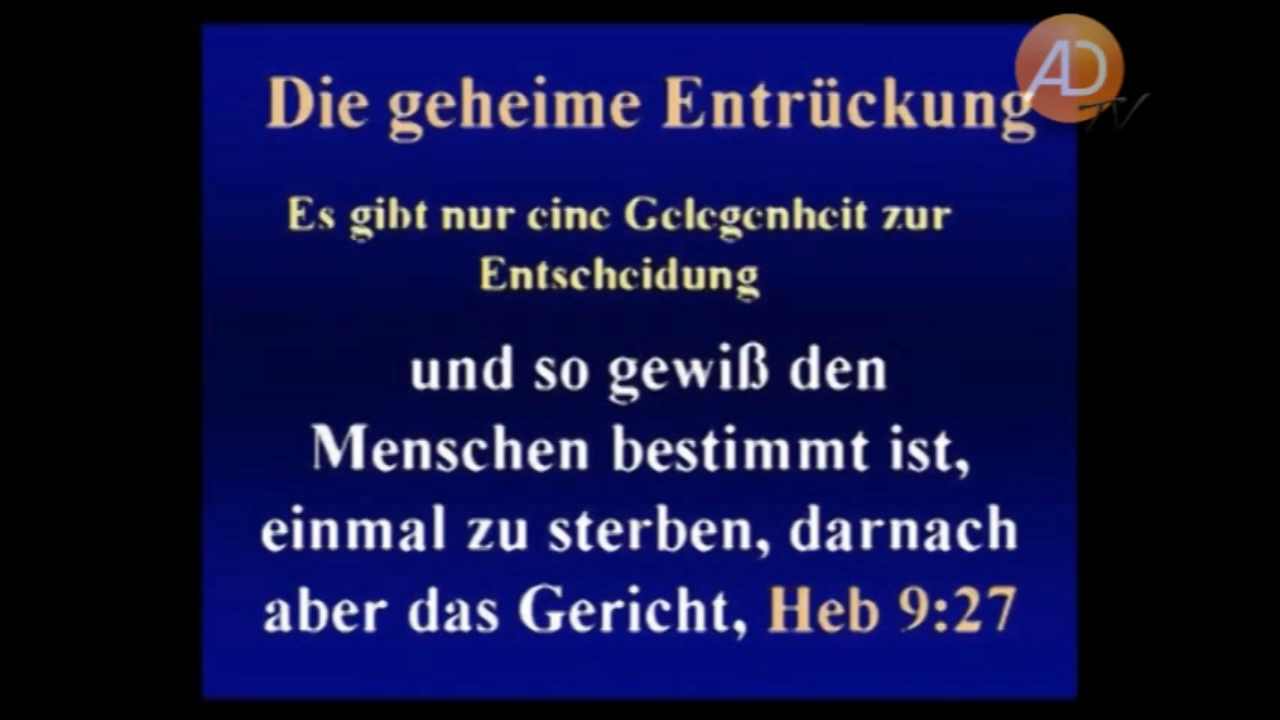 Die geheime Entrückung
AD
TV
Es gibt nur eine Gelegenheit zur
Entscheidung
und so gewiß den
Menschen bestimmt ist,
einmal zu sterben, darnach
aber das Gericht, Heb 9:27